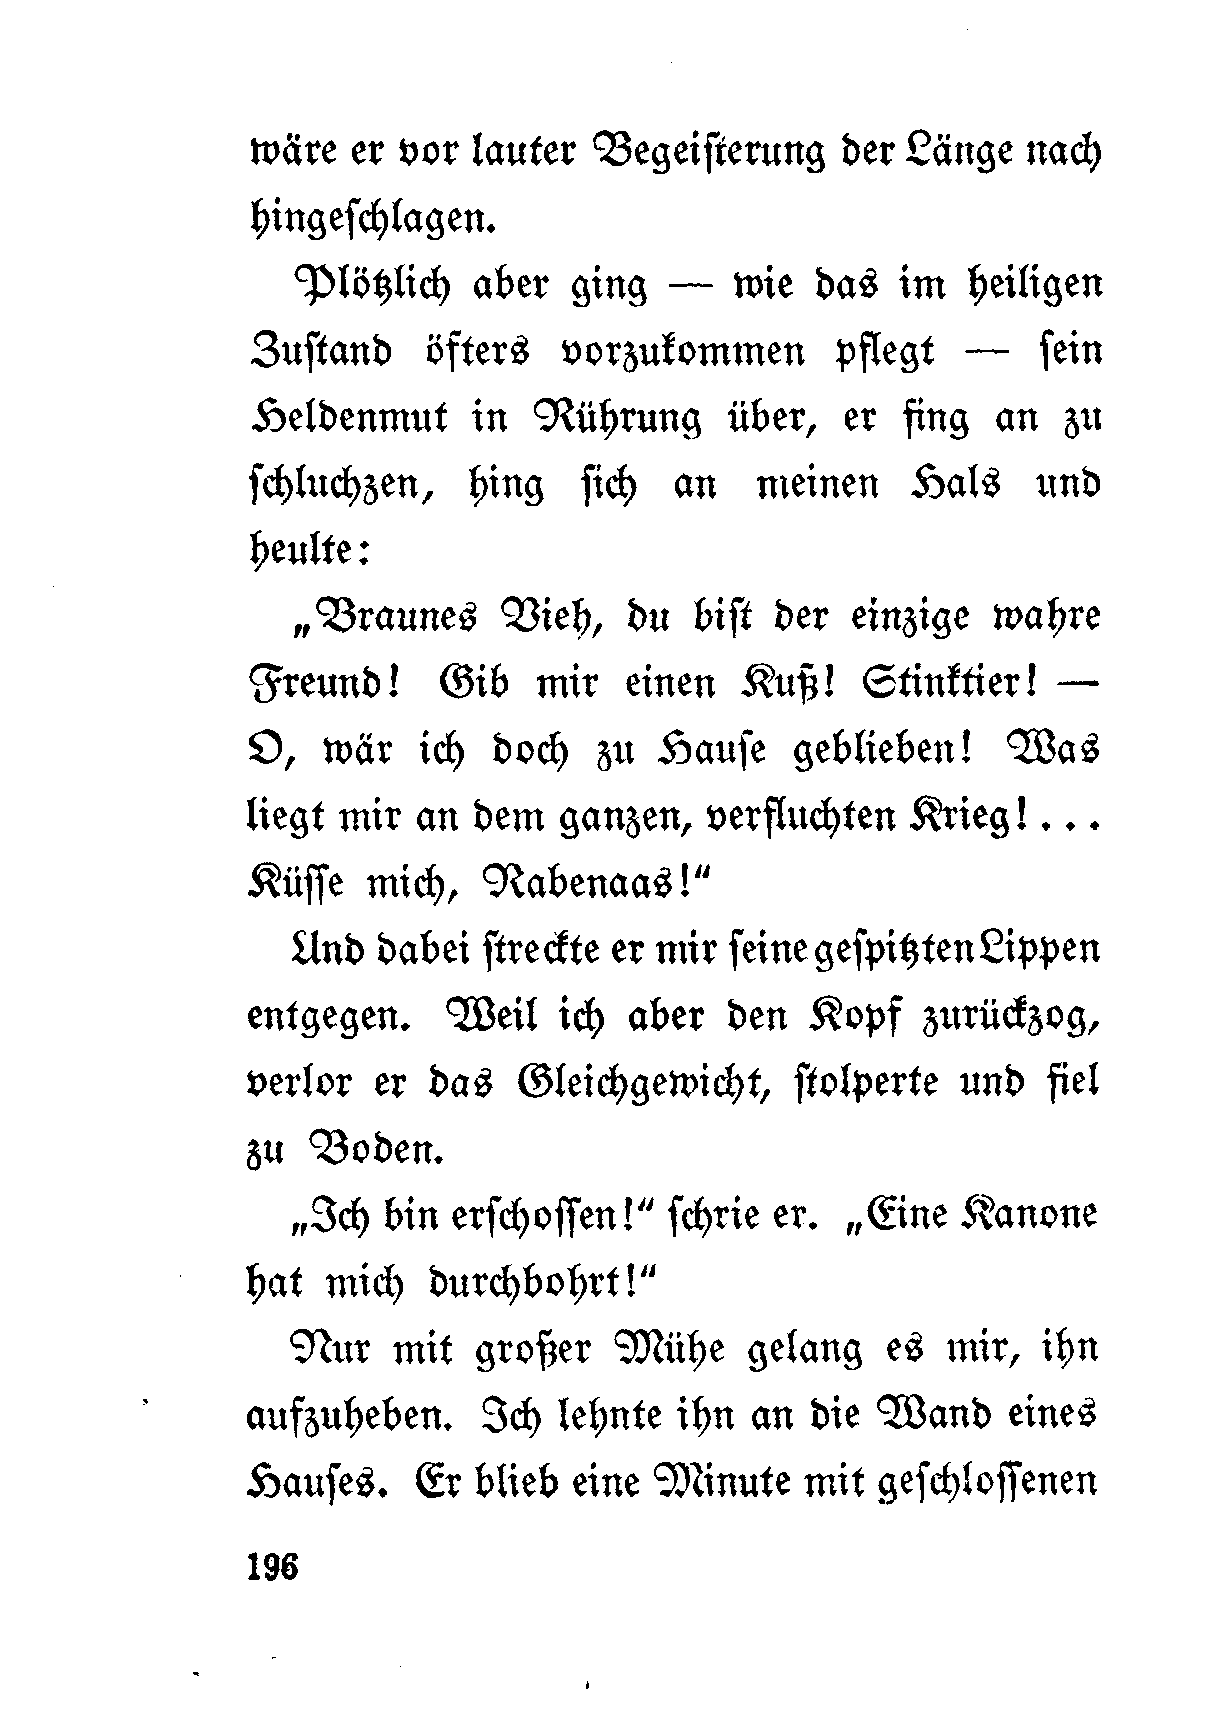 wäre er vor lauter Begeiſterung der Länge nach
hingeſchlagen.
Plötzlich aber ging — wie das im heiligen
Zuſtand öfters vorzukommen pflegt — ſein
Heldenmut in Rührung über, er fing an zu
ſchluchzen, hing ſich an meinen Hals und
heulte:
„Braunes Vieh, du biſt der einzige wahre
Freund! Gib mir einen Kuß! Stinktier! —
O, wär ich doch zu Hauſe geblieben! Was
liegt mir an dem ganzen, verfluchten Krieg! . . .
Küſſe mich, Rabenaas!“
Und dabei ſtreckte er mir ſeine geſpitzten Lippen
entgegen. Weil ich aber den Kopf zurückzog,
verlor er das Gleichgewicht, ſtolperte und fiel
zu Boden.
„Ich bin erſchoſſen!“ ſchrie er. „Eine Kanone
hat mich durchbohrt!“
Nur mit großer Mühe gelang es mir, ihn
aufzuheben. Ich lehnte ihn an die Wand eines
Hauſes. Er blieb eine Minute mit geſchloſſenen
196